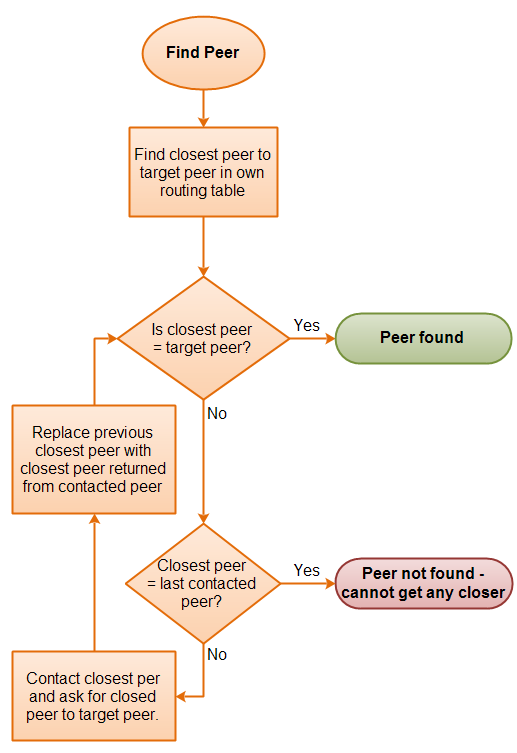 Find Peer
Find closest peer to
target peer in own
routing table
Is closest peer
= target peer?
Yes
Peer found
No
Replace previous
closest peer with
closest peer returned
from contacted peer
Closest peer
= last contacted
peer?
Yes
Peer not found -
cannot get any closer
No
Contact closest per
and ask for closed
peer to target peer.